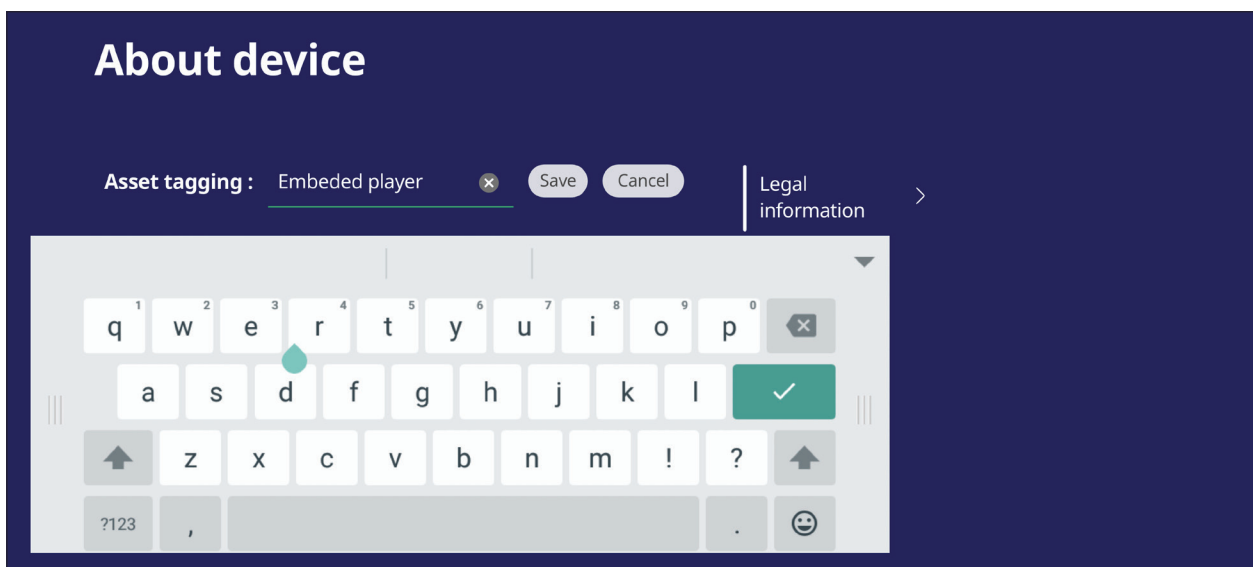 About device
Asset tagging : Embeded player Save Cancel
Legal
information
1 2 3 4 5 6 7 8 9 0
q w e r t y u i o p
a s d f g h j k l
z x c v b n m ! ?
?123 , .